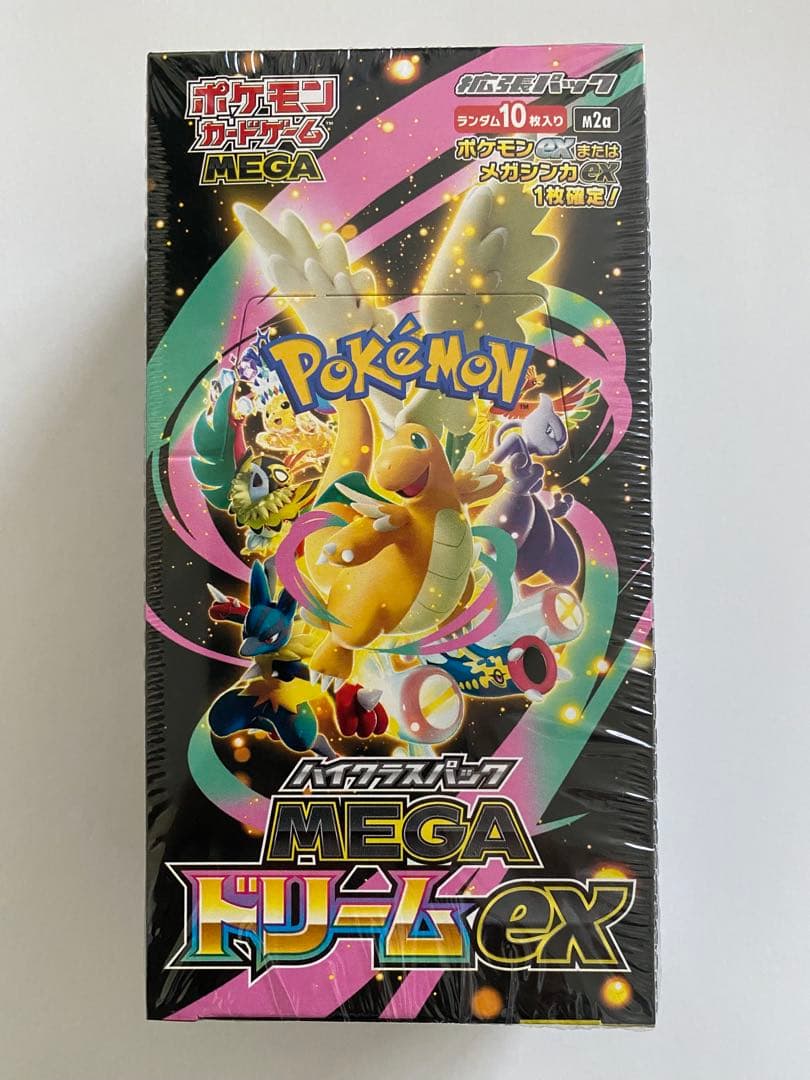 ポケモン
カードゲーム™
MEGA
拡張パック
ランダム10枚入り M2a
ポケモンexまたは
メガシンカex
1枚確定!
POKÉMON™
ハイクラスパック
MEGA
ドリームex